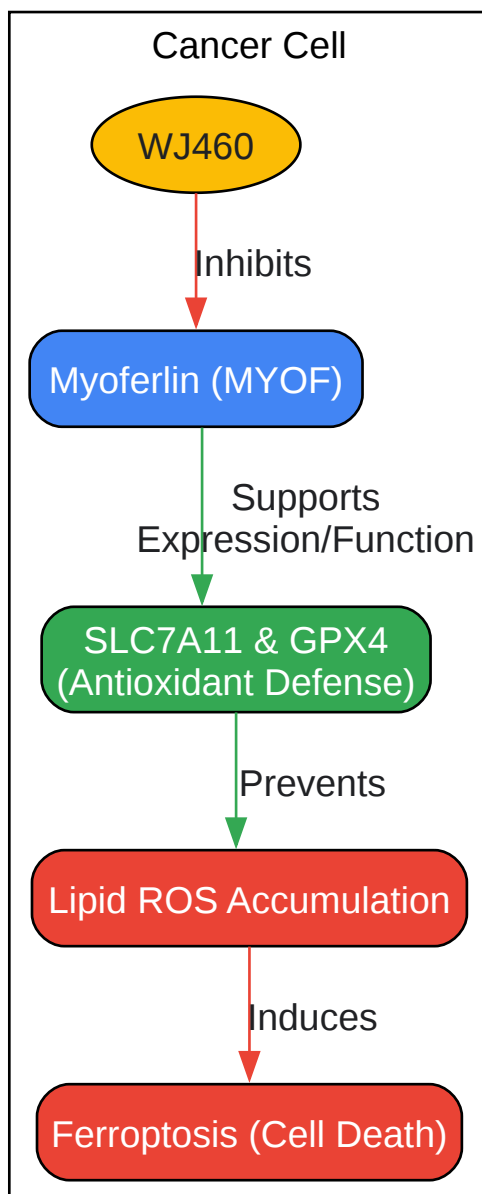 Cancer Cell
WJ460
Inhibits
Myoferlin (MYOF)
Supports
Expression/Function
SLC7A11 & GPX4
(Antioxidant Defense)
Prevents
Lipid ROS Accumulation
Induces
Ferroptosis (Cell Death)